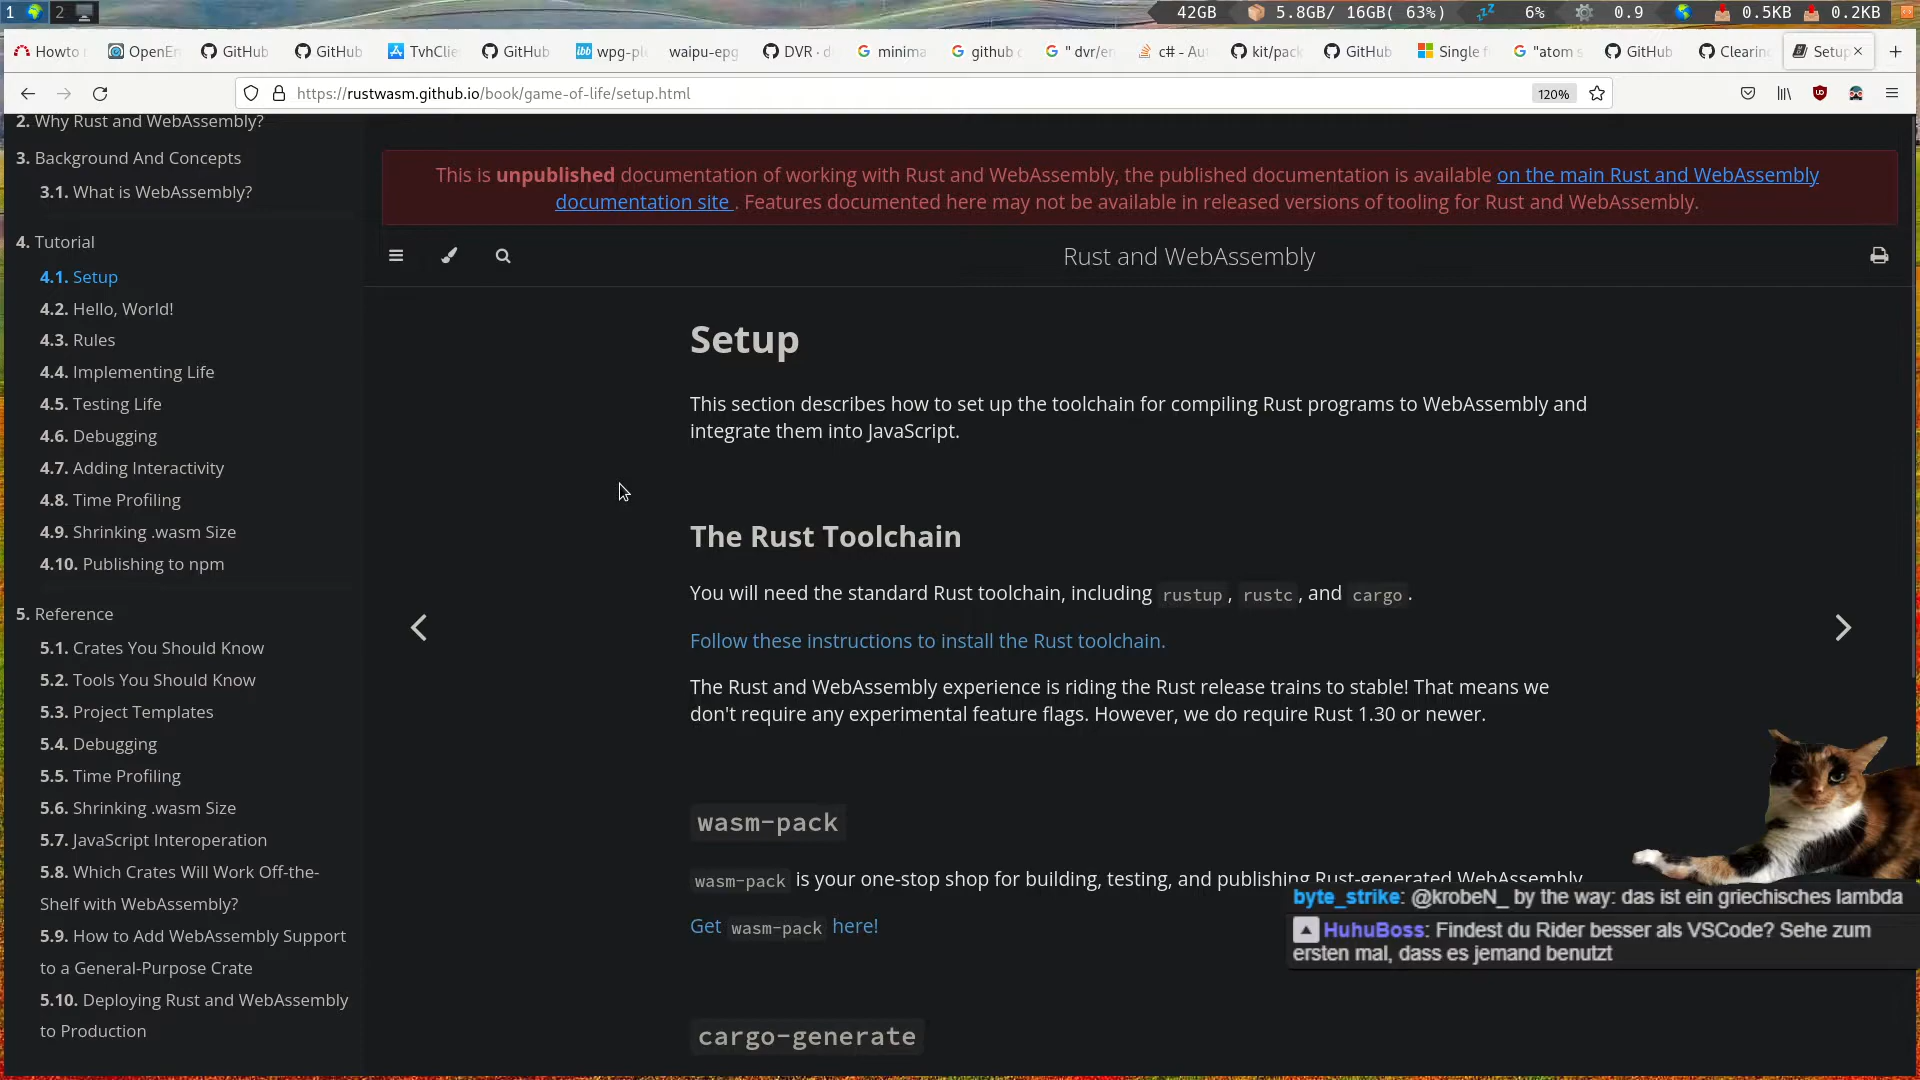 1 2 42GB 5.8GB/ 16GB( 63%) 6% 0.9 0.5KB 0.2KB
Howto OpenE GitHub GitHub TvhClie GitHub wpg-pl waipu-epg DVR · d minima github c " dvr/en c# - Au kit/pack GitHub Single f "atom s GitHub Clearin Setup
https://rustwasm.github.io/book/game-of-life/setup.html 120%
2. Why Rust and WebAssembly?
3. Background And Concepts
3.1. What is WebAssembly?
4. Tutorial
4.1. Setup
4.2. Hello, World!
4.3. Rules
4.4. Implementing Life
4.5. Testing Life
4.6. Debugging
4.7. Adding Interactivity
4.8. Time Profiling
4.9. Shrinking .wasm Size
4.10. Publishing to npm
5. Reference
5.1. Crates You Should Know
5.2. Tools You Should Know
5.3. Project Templates
5.4. Debugging
5.5. Time Profiling
5.6. Shrinking .wasm Size
5.7. JavaScript Interoperation
5.8. Which Crates Will Work Off-the-
Shelf with WebAssembly?
5.9. How to Add WebAssembly Support
to a General-Purpose Crate
5.10. Deploying Rust and WebAssembly
to Production
This is unpublished documentation of working with Rust and WebAssembly, the published documentation is available on the main Rust and WebAssembly
documentation site . Features documented here may not be available in released versions of tooling for Rust and WebAssembly.
Rust and WebAssembly
Setup
This section describes how to set up the toolchain for compiling Rust programs to WebAssembly and
integrate them into JavaScript.
The Rust Toolchain
You will need the standard Rust toolchain, including rustup, rustc, and cargo.
Follow these instructions to install the Rust toolchain.
The Rust and WebAssembly experience is riding the Rust release trains to stable! That means we
don't require any experimental feature flags. However, we do require Rust 1.30 or newer.
wasm-pack
wasm-pack is your one-stop shop for building, testing, and publishing Rust-generated WebAssembly
Get wasm-pack here!
cargo-generate
byte_strike: @krobeN_ by the way: das ist ein griechisches lambda
HuhuBoss: Findest du Rider besser als VSCode? Sehe zum
ersten mal, dass es jemand benutzt